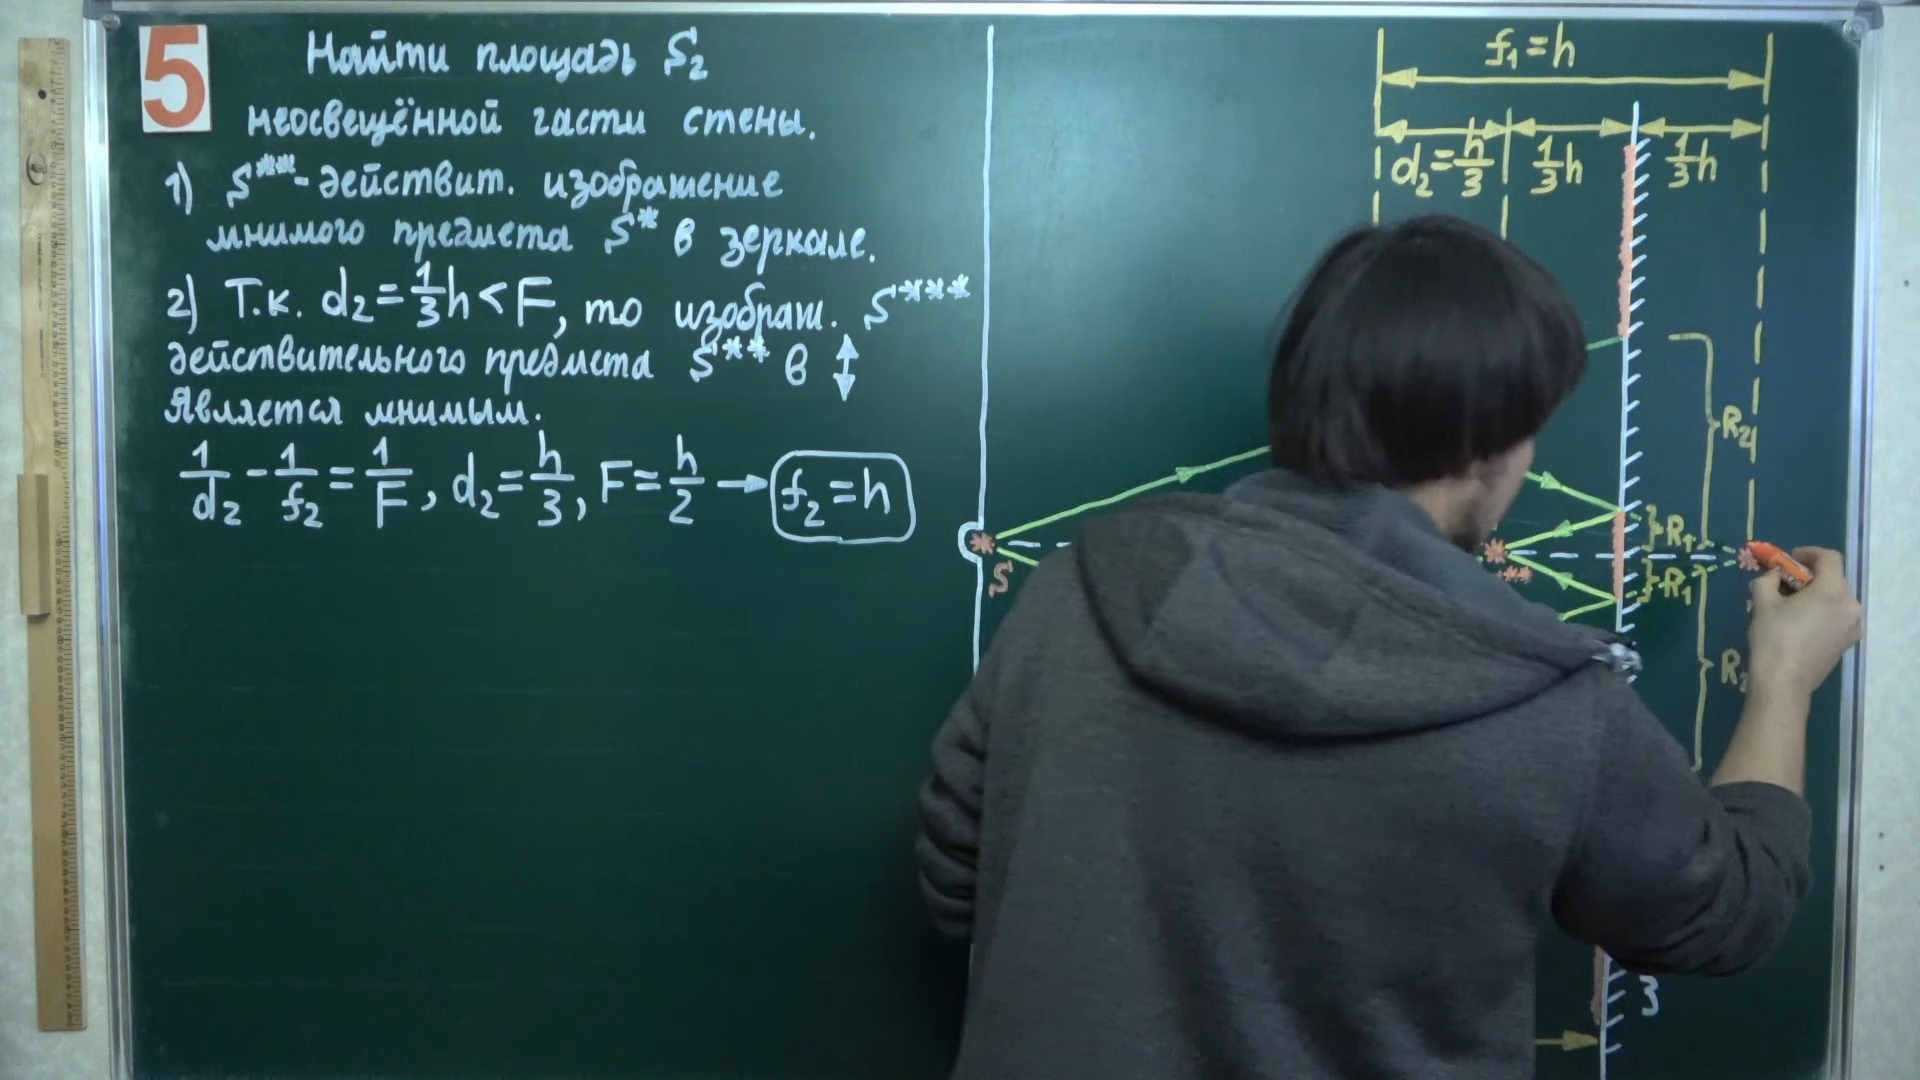 5
Найти площадь S₂
неосвещённой части стены.
1) S** - действит. изображение
мнимого предмета S* в зеркале.
2) Т.к. d₂ = 1/3 h < F, то изображ. S***
действительного предмета S** в ↕
является мнимым.
1/d₂ - 1/f₂ = 1/F, d₂ = h/3, F = h/2 → f₂ = h
f₁ = h
d₂ = h/3
1/3 h
1/3 h
R₂
R₁
R₁
S
**
З